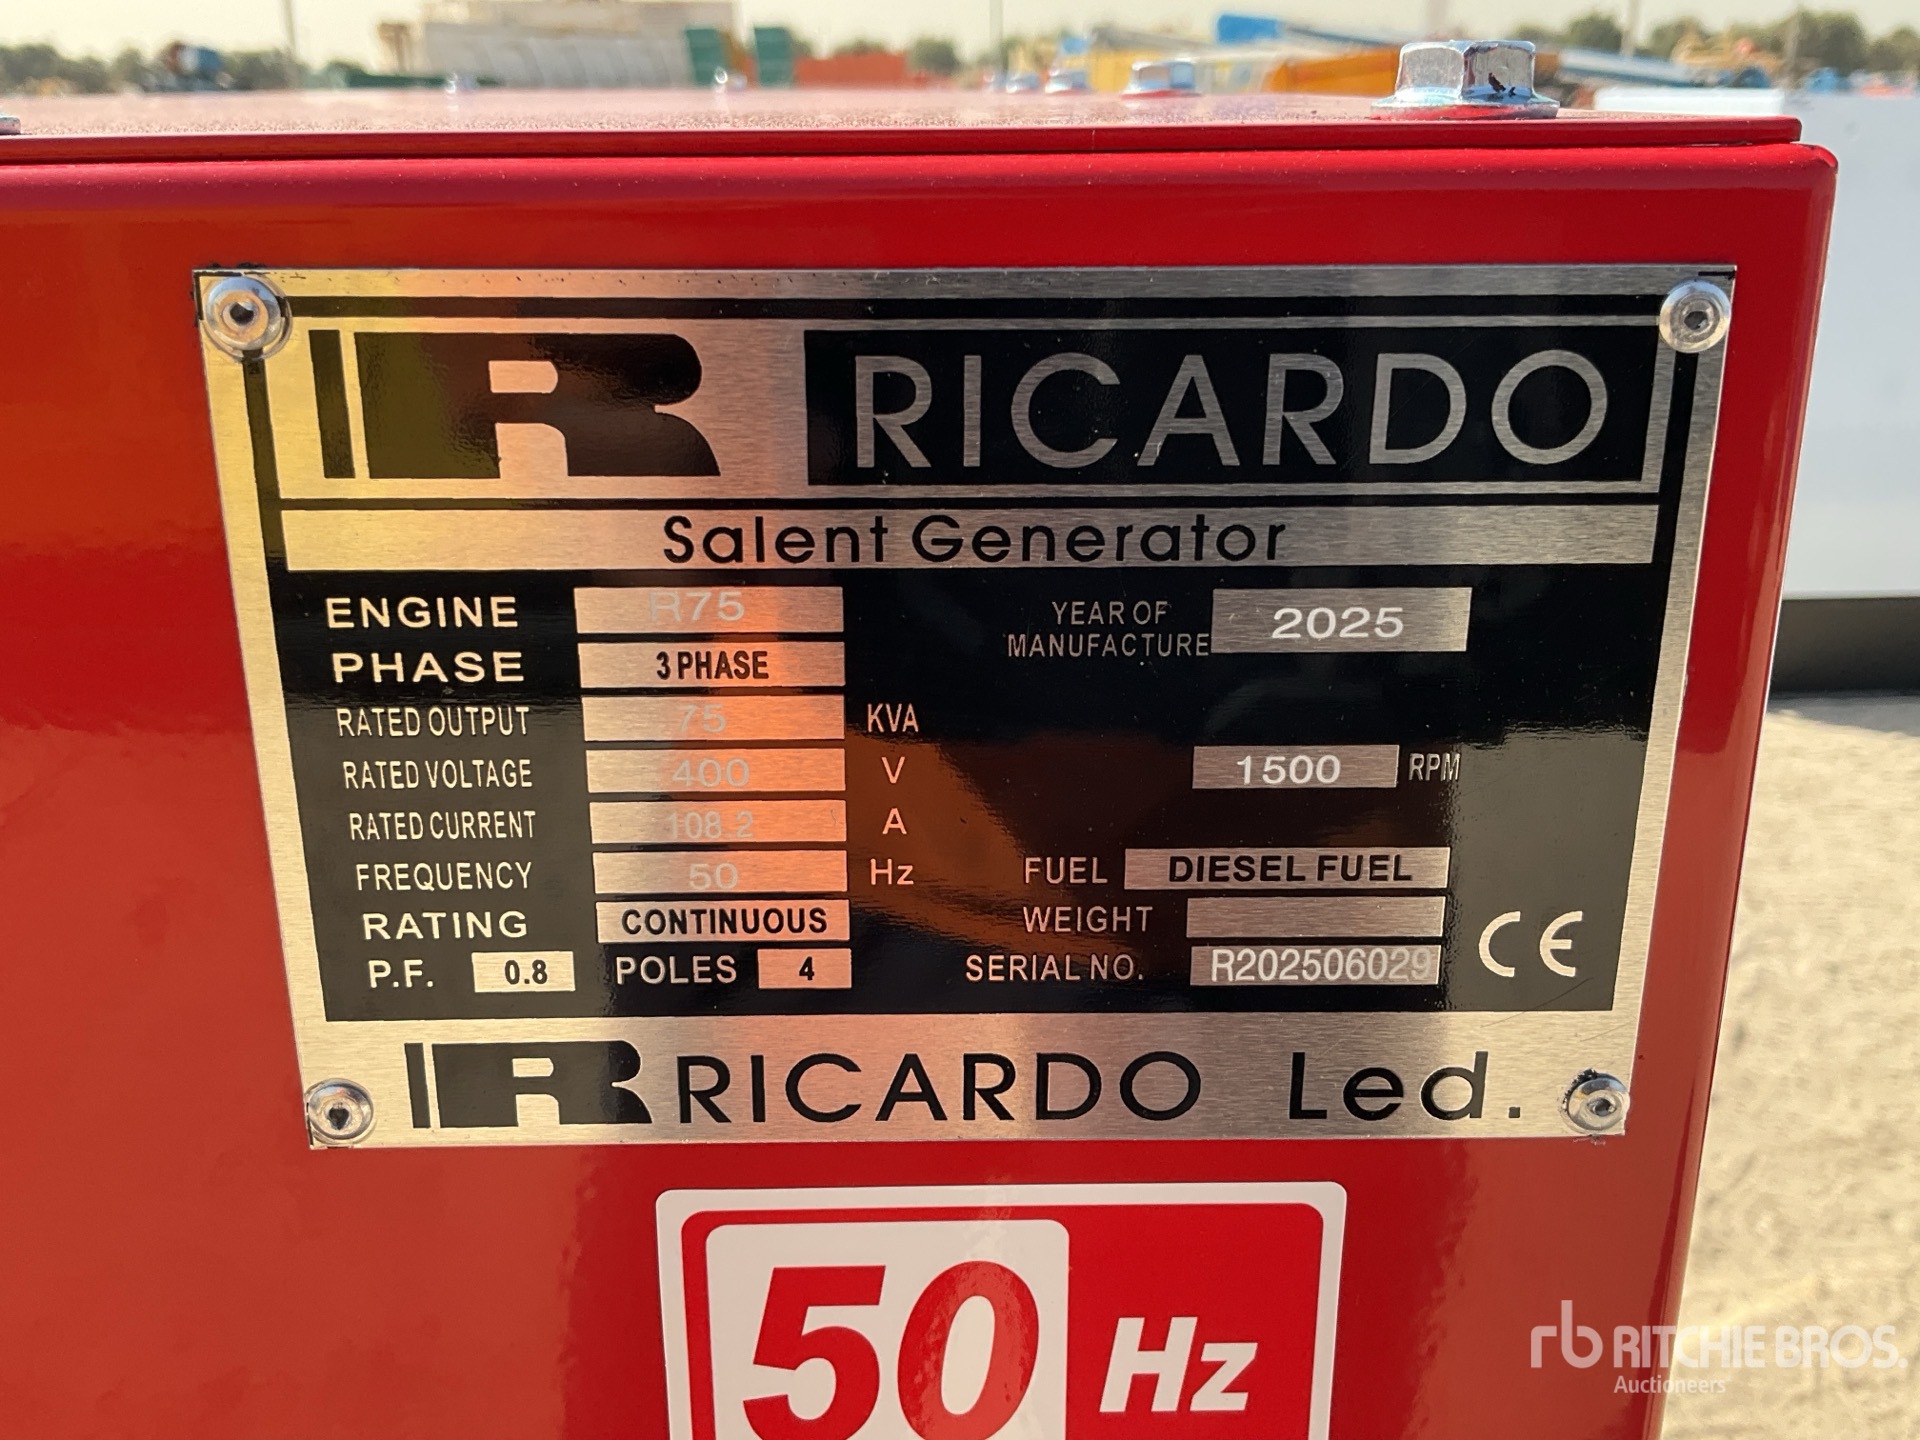 R RICARDO
Salent Generator
ENGINE R75
YEAR OF MANUFACTURE 2025
PHASE 3 PHASE
RATED OUTPUT 75 KVA
RATED VOLTAGE 400 V
1500 RPM
RATED CURRENT 108.2 A
FREQUENCY 50 Hz
FUEL DIESEL FUEL
RATING CONTINUOUS
WEIGHT
P.F. 0.8 POLES 4
SERIAL NO. R202506029
CE
R RICARDO Led.
50 Hz
rb RITCHIE BROS.
Auctioneers